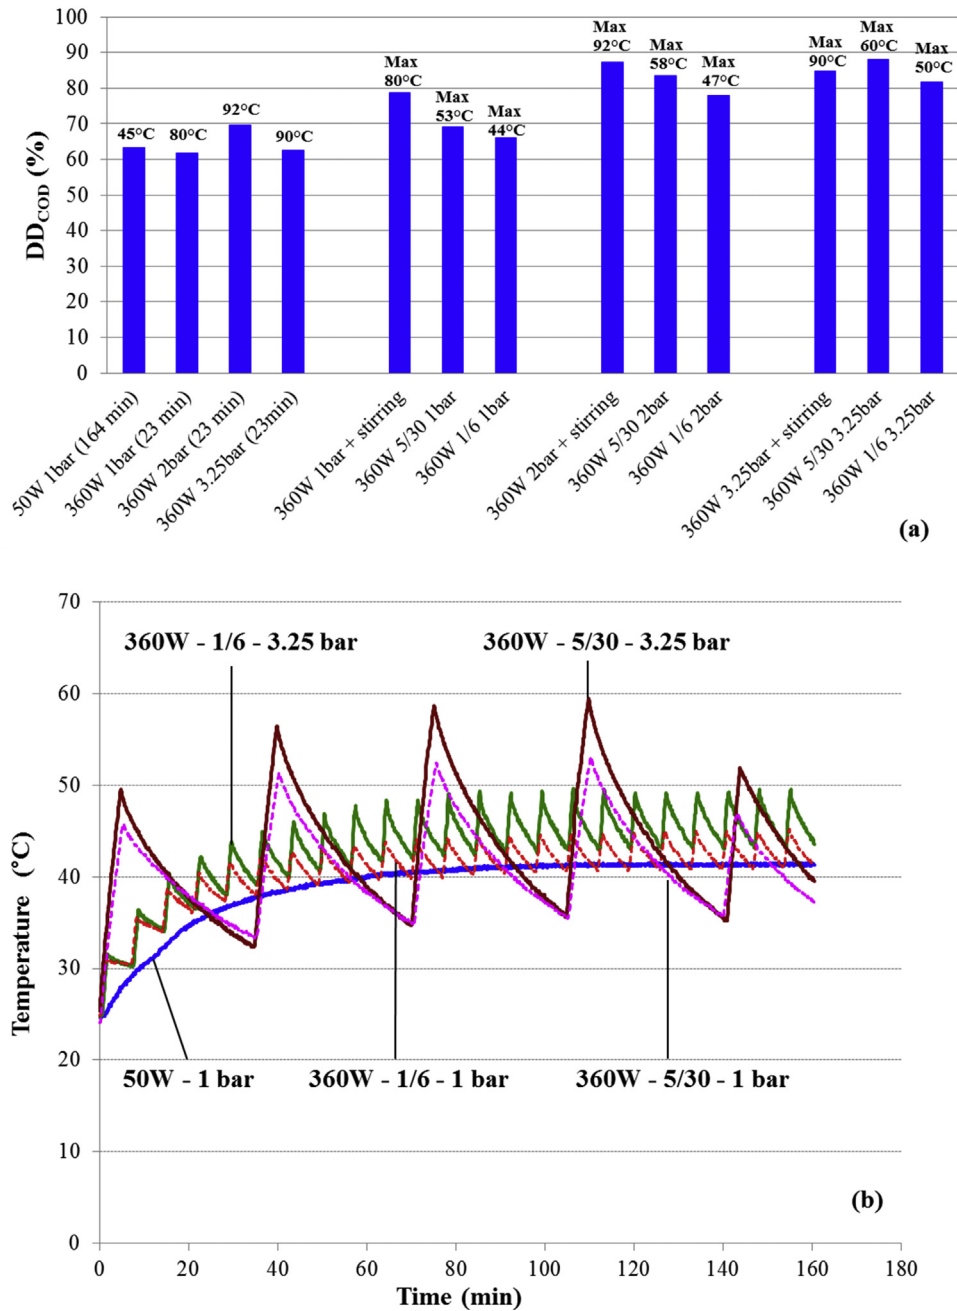 100
90
80
70
60
50
40
30
20
10
0
DD_COD (%)
45°C
80°C
92°C
90°C
Max
80°C
Max
53°C
Max
44°C
Max
92°C
Max
58°C
Max
47°C
Max
90°C
Max
60°C
Max
50°C
50W 1bar (164 min)
360W 1bar (23 min)
360W 2bar (23 min)
360W 3.25bar (23min)
360W 1bar + stirring
360W 5/30 1bar
360W 1/6 1bar
360W 2bar + stirring
360W 5/30 2bar
360W 1/6 2bar
360W 3.25bar + stirring
360W 5/30 3.25bar
360W 1/6 3.25bar
(a)
70
60
50
40
30
20
10
0
Temperature (°C)
360W - 1/6 - 3.25 bar
360W - 5/30 - 3.25 bar
50W - 1 bar
360W - 1/6 - 1 bar
360W - 5/30 - 1 bar
(b)
0 20 40 60 80 100 120 140 160 180
Time (min)